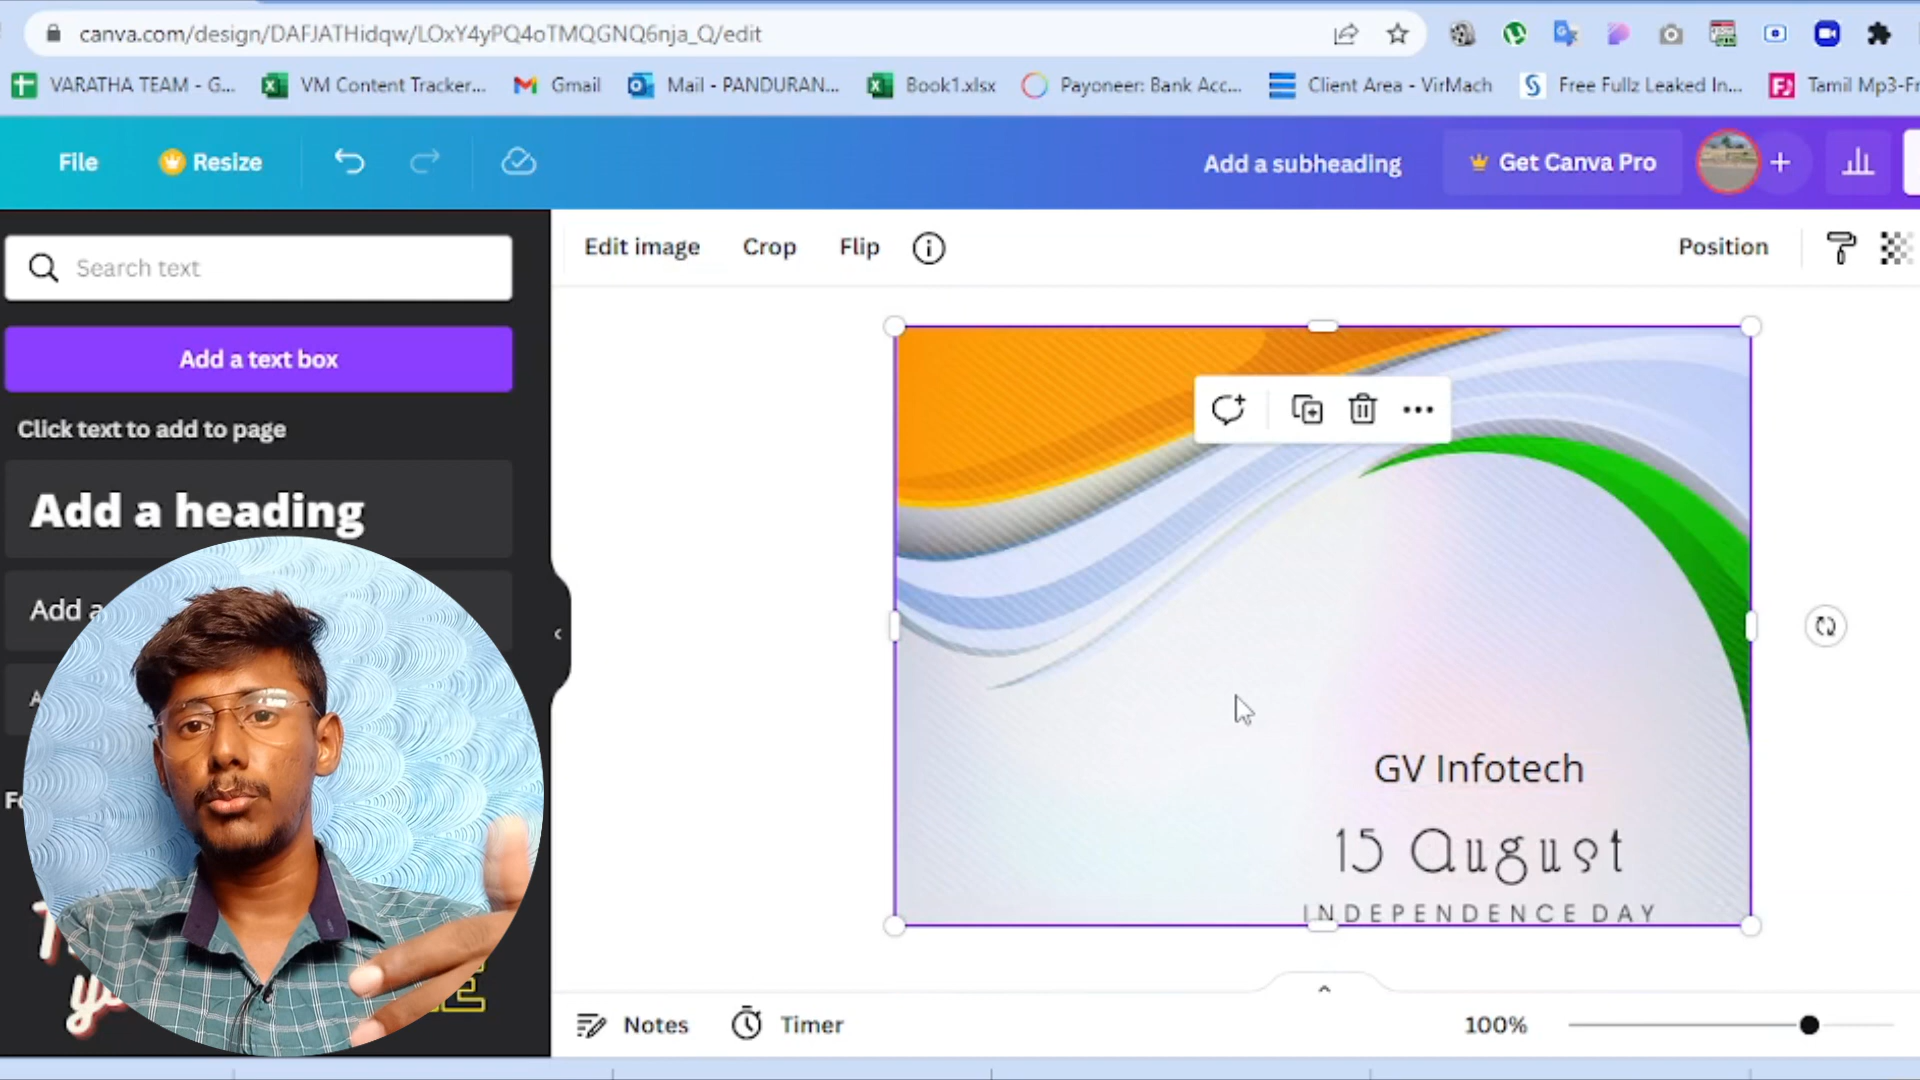 canva.com/design/DAFJATHidqw/LOxY4yPQ4oTMQGNQ6nja_Q/edit
VARATHA TEAM - G...
VM Content Tracker...
Gmail
Mail - PANDURAN...
Book1.xlsx
Payoneer: Bank Acc...
Client Area - VirMach
Free Fullz Leaked In...
Tamil Mp3-Fr
File
Resize
Add a subheading
Get Canva Pro
Search text
Edit image
Crop
Flip
Position
Add a text box
Click text to add to page
Add a heading
Add a
GV Infotech
15 August
INDEPENDENCE DAY
Notes
Timer
100%